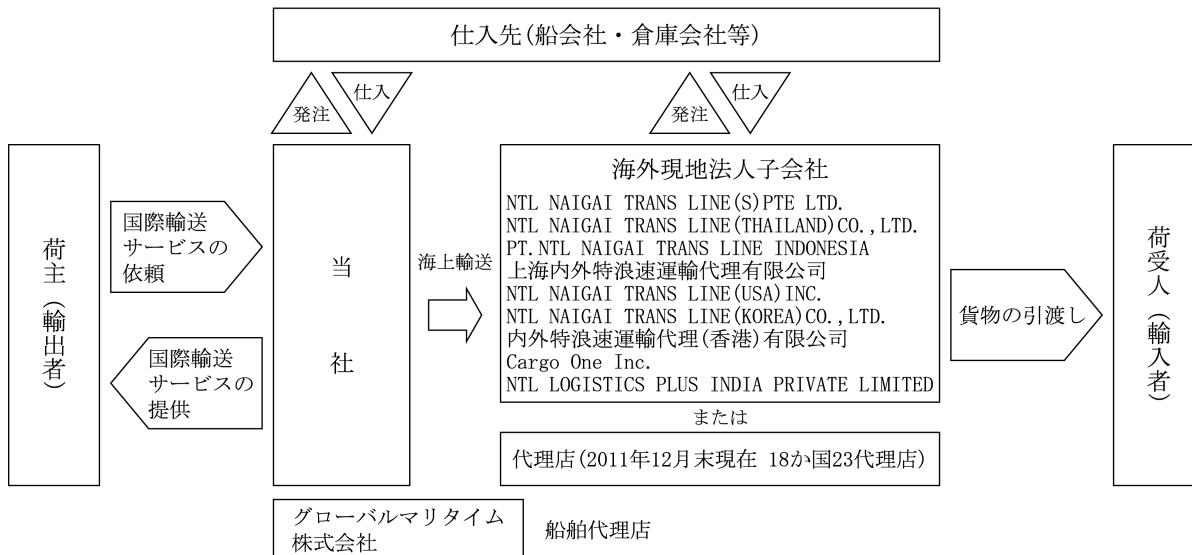 仕入先(船会社・倉庫会社等)
発注
仕入
発注
仕入
荷主(輸出者)
国際輸送
サービスの
依頼
国際輸送
サービスの
提供
当社
海上輸送
海外現地法人子会社
NTL NAIGAI TRANS LINE(S)PTE LTD.
NTL NAIGAI TRANS LINE(THAILAND)CO.,LTD.
PT.NTL NAIGAI TRANS LINE INDONESIA
上海内外特浪速運輸代理有限公司
NTL NAIGAI TRANS LINE(USA)INC.
NTL NAIGAI TRANS LINE(KOREA)CO.,LTD.
内外特浪速運輸代理(香港)有限公司
Cargo One Inc.
NTL LOGISTICS PLUS INDIA PRIVATE LIMITED
または
代理店(2011年12月末現在 18か国23代理店)
貨物の引渡し
荷受人(輸入者)
グローバルマリタイム
株式会社
船舶代理店